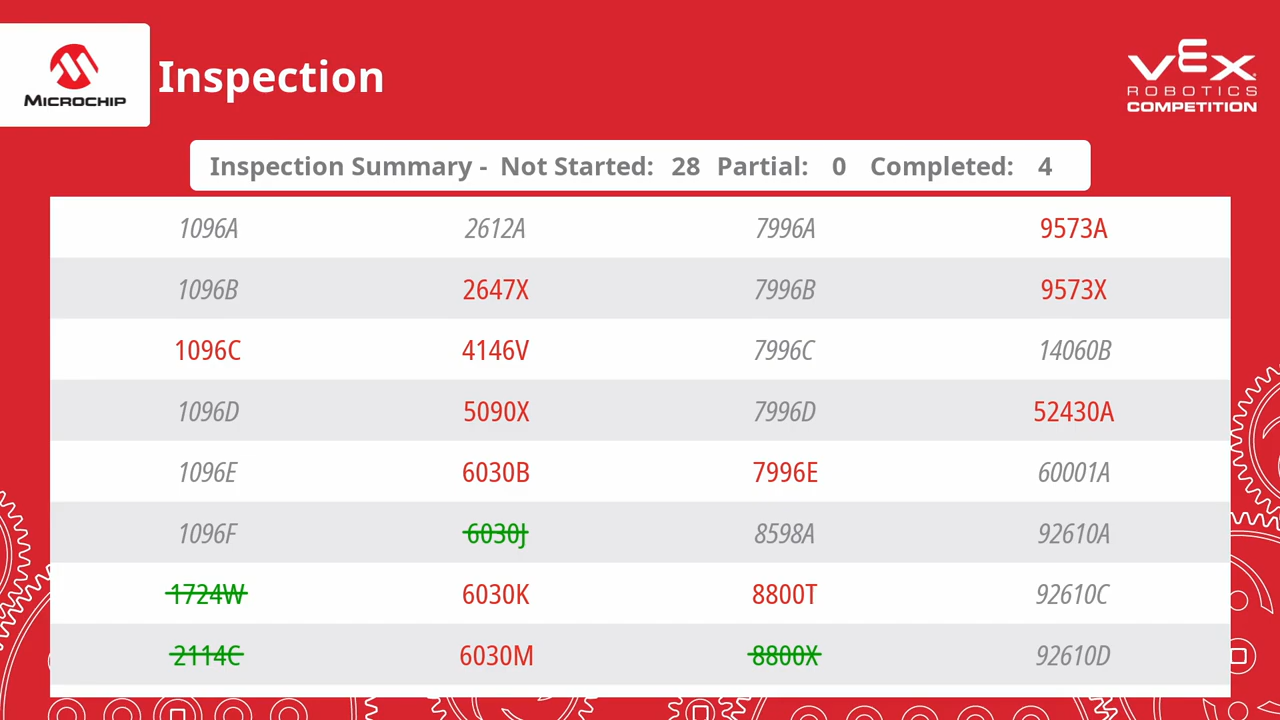 MICROCHIP
Inspection
VEX
ROBOTICS
COMPETITION
Inspection Summary - Not Started: 28 Partial: 0 Completed: 4
1096A 2612A 7996A 9573A
1096B 2647X 7996B 9573X
1096C 4146V 7996C 14060B
1096D 5090X 7996D 52430A
1096E 6030B 7996E 60001A
1096F 6030J 8598A 92610A
1724W 6030K 8800T 92610C
2114C 6030M 8800X 92610D